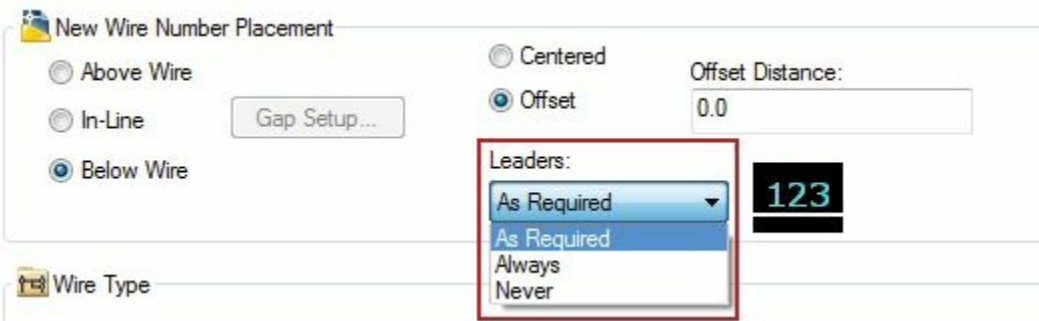 New Wire Number Placement
Above Wire
In-Line
Gap Setup...
Below Wire
Centered
Offset
Offset Distance:
0.0
Leaders:
As Required
As Required
Always
Never
123
Wire Type